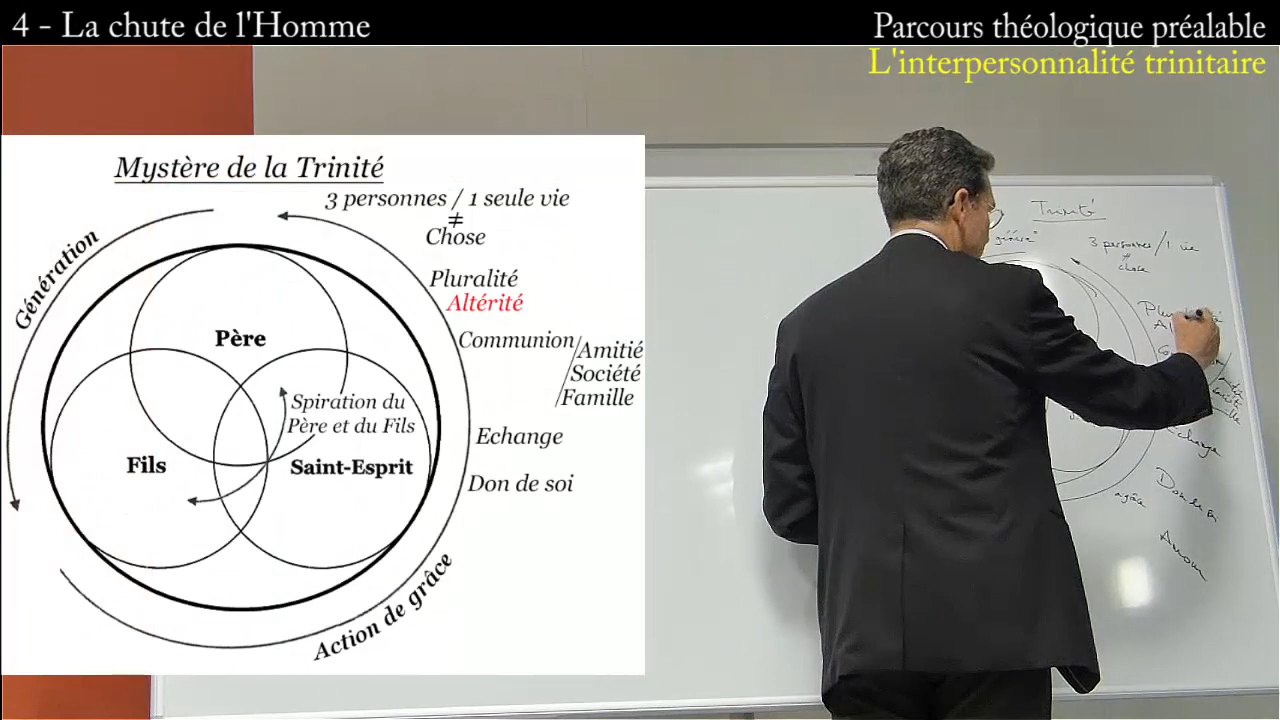 4 - La chute de l'Homme
Parcours théologique préalable
L'interpersonnalité trinitaire
Mystère de la Trinité
3 personnes / 1 seule vie
≠
Chose
Génération
Pluralité
Altérité
Communion/Amitié
Société
/Famille
Père
Spiration du
Père et du Fils
Echange
Fils
Saint-Esprit
Don de soi
Action de grâce
Trinité
3 personnes / 1 vie
≠
chose
Echange
Amour